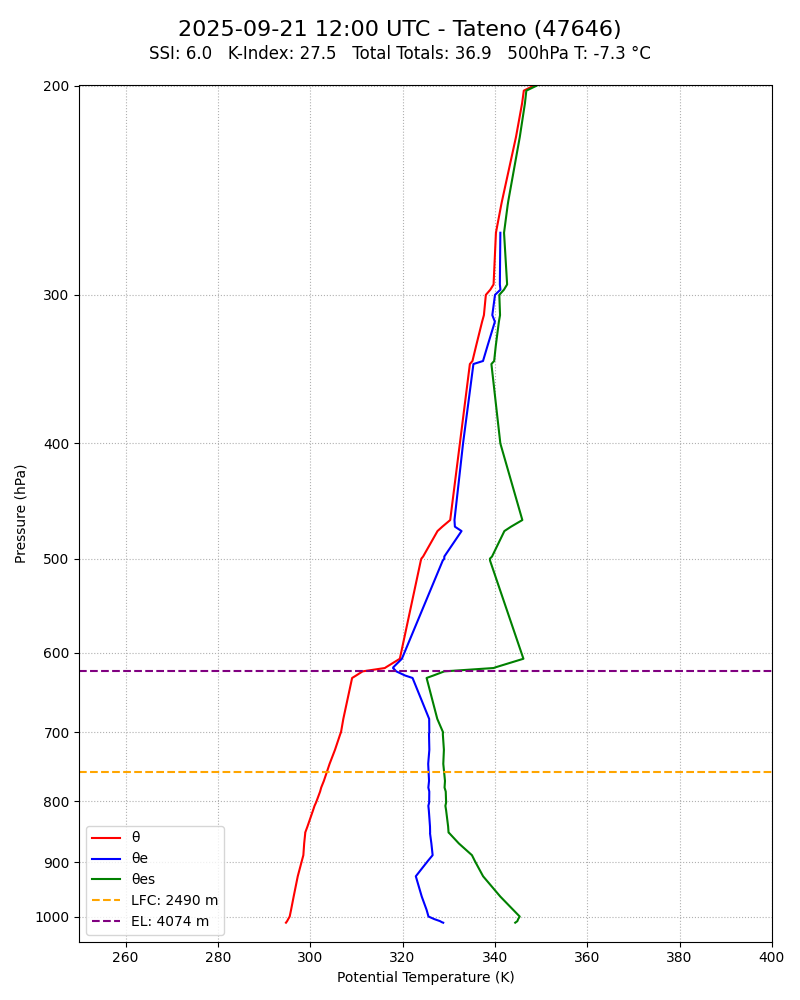 2025-09-21 12:00 UTC - Tateno (47646)
SSI: 6.0   K-Index: 27.5   Total Totals: 36.9   500hPa T: -7.3 °C
200
300
400
500
600
700
800
900
1000
Pressure (hPa)
θ
θe
θes
LFC: 2490 m
EL: 4074 m
260 280 300 320 340 360 380 400
Potential Temperature (K)